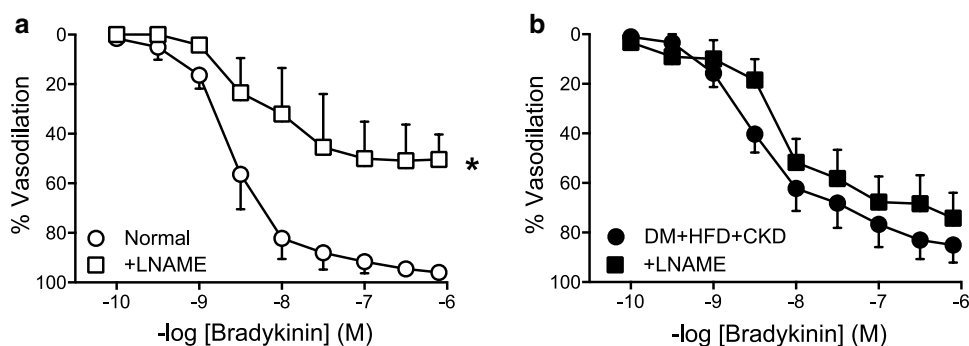 a
% Vasodilation
0
20
40
60
80
100
Normal
+LNAME
*
-10 -9 -8 -7 -6
-log [Bradykinin] (M)
b
% Vasodilation
0
20
40
60
80
100
DM+HFD+CKD
+LNAME
-10 -9 -8 -7 -6
-log [Bradykinin] (M)